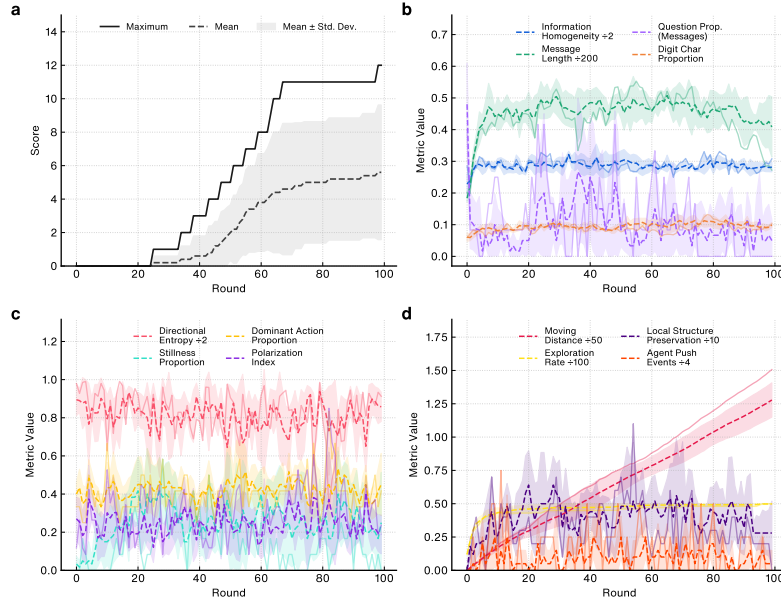 a
Maximum
Mean
Mean ± Std. Dev.
14
12
10
8
6
4
2
0
Score
0
20
40
60
80
100
Round
b
Information
Homogeneity ÷2
Message
Length ÷200
Question Prop.
(Messages)
Digit Char
Proportion
0.7
0.6
0.5
0.4
0.3
0.2
0.1
0.0
Metric Value
0
20
40
60
80
100
Round
c
Directional
Entropy ÷2
Stillness
Proportion
Dominant Action
Proportion
Polarization
Index
1.2
1.0
0.8
0.6
0.4
0.2
0.0
Metric Value
0
20
40
60
80
100
Round
d
Moving
Distance ÷50
Exploration
Rate ÷100
Local Structure
Preservation ÷10
Agent Push
Events ÷4
1.75
1.50
1.25
1.00
0.75
0.50
0.25
0.00
Metric Value
0
20
40
60
80
100
Round